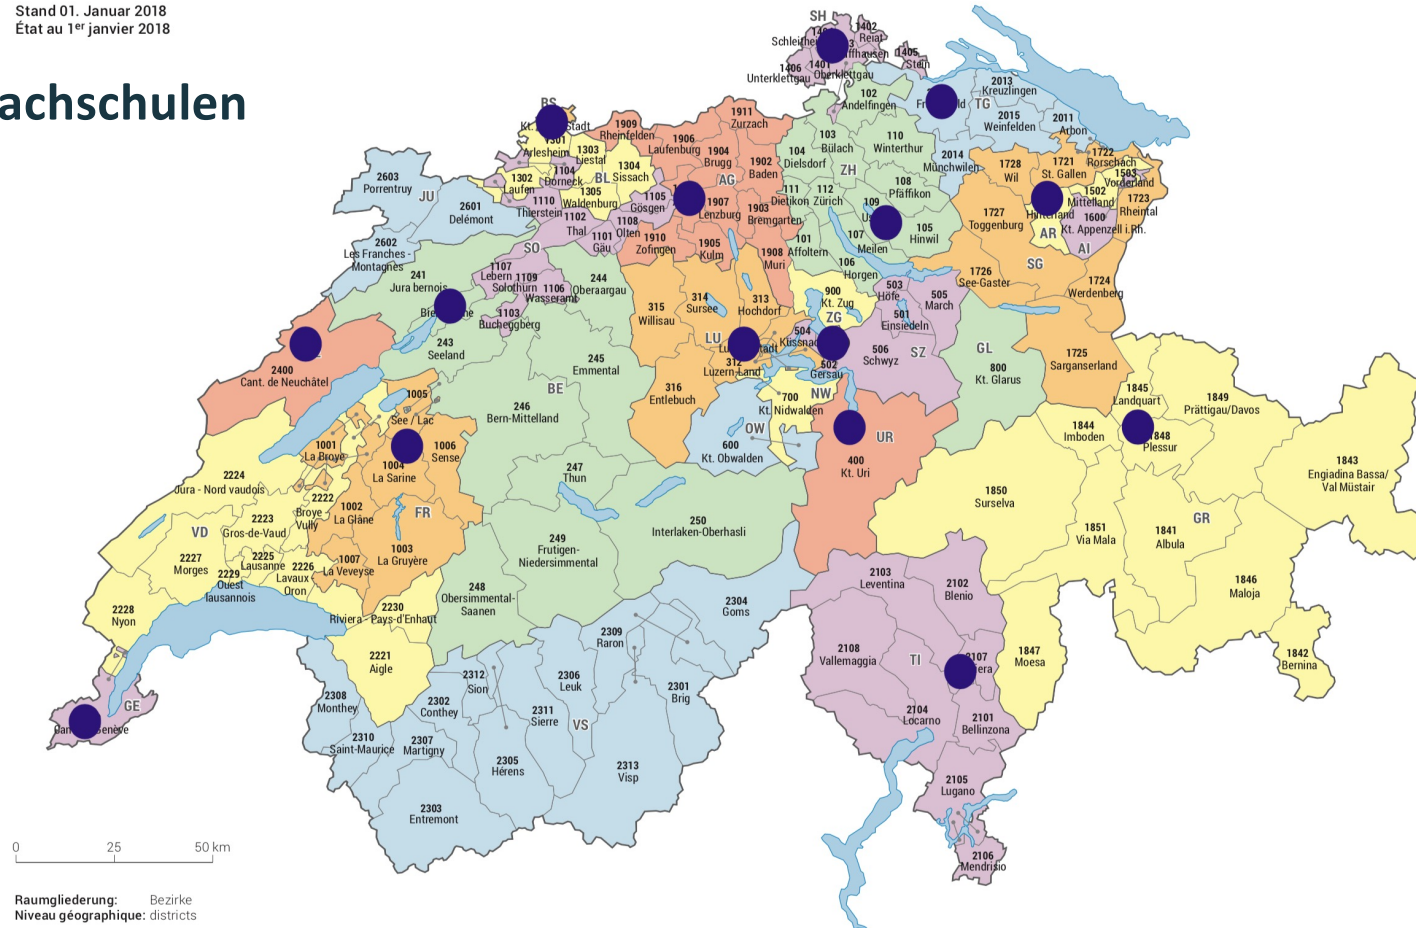 Stand 01. Januar 2018
État au 1er janvier 2018
achschulen
SH
1402
Reiat
Schleithe
ffhausen
1405
Stein
1406
Unterklettgau
1401
Oberklettgau
102
Andelfingen
2013
Kreuzlingen
TG
2015
Weinfelden
2011
Arbon
2014
Münchwilen
BS
Kt.
Stadt
1301
Arlesheim
1303
Liestal
1304
Sissach
BL
1302
Laufen
1305
Waldenburg
1909
Rheinfelden
1906
Laufenburg
1911
Zurzach
1904
Brugg
1902
Baden
AG
1907
Lenzburg
1903
Bremgarten
1910
Zofingen
1905
Kulm
1908
Muri
103
Bülach
110
Winterthur
104
Dielsdorf
ZH
108
Pfäffikon
111
Dietikon
112
Zürich
109
105
Hinwil
107
Meilen
101
Affoltern
106
Horgen
1728
Wil
1721
St. Gallen
1722
Rorschach
1503
Vorderland
1502
Mittelland
1723
Rheintal
1727
Toggenburg
Hinterland
AR
1600
Kt. Appenzell i.Rh.
AI
SG
1726
See-Gaster
1724
Werdenberg
1725
Sarganserland
2603
Porrentruy
JU
2601
Delémont
2602
Les Franches -
Montagnes
1104
Dorneck
1110
Thierstein
1102
Thal
1105
Gösgen
1108
Olten
1101
Gäu
SO
1107
Lebern
1109
Solothurn
1106
Wasseramt
1103
Bucheggberg
241
Jura bernois
244
Oberaargau
243
Seeland
245
Emmental
BE
246
Bern-Mittelland
247
Thun
250
Interlaken-Oberhasli
249
Frutigen-
Niedersimmental
248
Obersimmental-
Saanen
315
Willisau
314
Sursee
313
Hochdorf
LU
312
Luzern-Land
316
Entlebuch
900
Kt. Zug
ZG
503
Höfe
505
March
501
Einsiedeln
504
Küssnac
506
Schwyz
SZ
502
Gersau
GL
800
Kt. Glarus
NW
700
Kt. Nidwalden
OW
600
Kt. Obwalden
UR
400
Kt. Uri
2400
Cant. de Neuchâtel
1005
See / Lac
1001
La Broye
1006
Sense
1004
La Sarine
1002
La Glâne
FR
1003
La Gruyère
1007
La Veveyse
2224
Jura - Nord vaudois
2222
Broye -
Vully
VD
2223
Gros-de-Vaud
2227
Morges
2225
Lausanne
2229
Ouest
lausannois
2226
Lavaux
Oron
2228
Nyon
2230
Riviera - Pays-d'Enhaut
2221
Aigle
GE
Genève
2308
Monthey
2310
Saint-Maurice
2302
Conthey
2307
Martigny
2303
Entremont
2312
Sion
2305
Hérens
2311
Sierre
2306
Leuk
VS
2309
Raron
2313
Visp
2301
Brig
2304
Goms
2103
Leventina
2102
Blenio
2108
Vallemaggia
TI
2107
2104
Locarno
2101
Bellinzona
2105
Lugano
2106
Mendrisio
1845
Landquart
1849
Prättigau/Davos
1844
Imboden
Plessur
1843
Engiadina Bassa/
Val Müstair
1850
Surselva
1851
Via Mala
1841
Albula
GR
1846
Maloja
1847
Moesa
1842
Bernina
0 25 50 km
Raumgliederung: Bezirke
Niveau géographique: districts